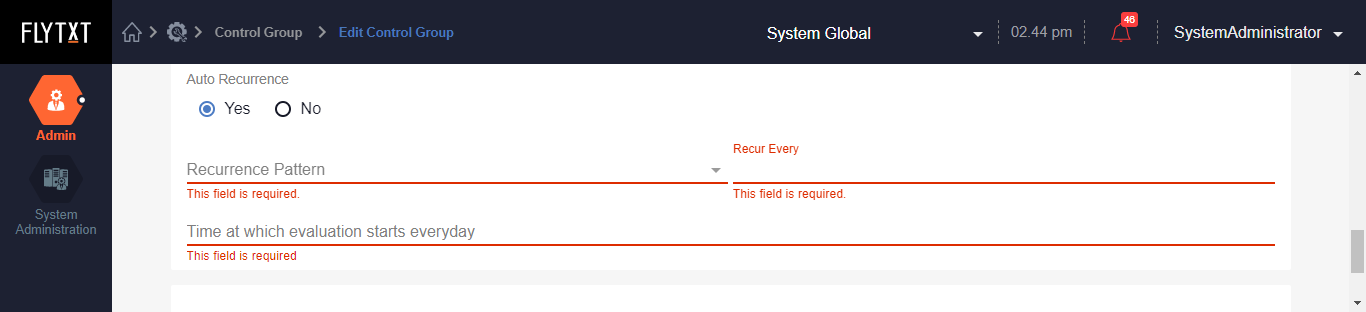 FLYTXT
Control Group
Edit Control Group
System Global
02.44 pm
46
SystemAdministrator
Admin
System
Administration
Auto Recurrence
Yes
No
Recurrence Pattern
This field is required.
Recur Every
This field is required.
Time at which evaluation starts everyday
This field is required